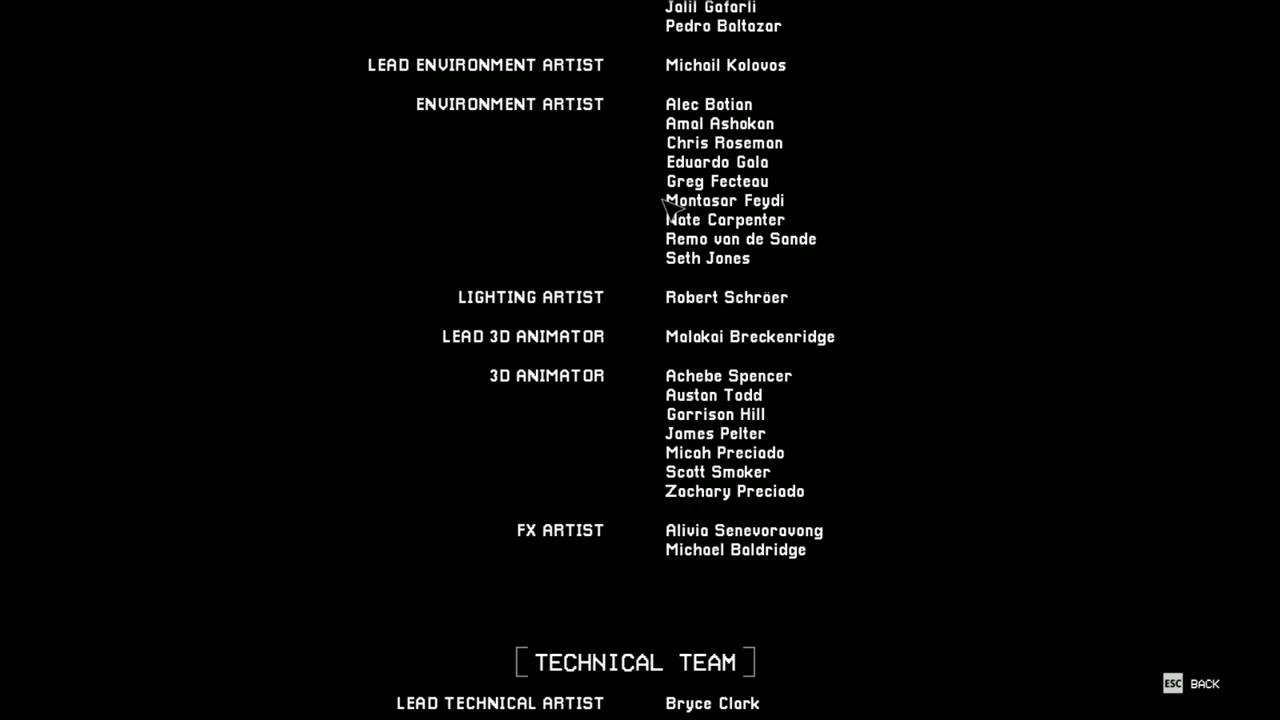 Jalil Gafarli
Pedro Baltazar
LEAD ENVIRONMENT ARTIST Michail Kolovos
ENVIRONMENT ARTIST Alec Botian
Amal Ashokan
Chris Roseman
Eduardo Gala
Greg Fecteau
Montasar Feydi
Nate Carpenter
Remo van de Sande
Seth Jones
LIGHTING ARTIST Robert Schröer
LEAD 3D ANIMATOR Malakai Breckenridge
3D ANIMATOR Achebe Spencer
Austan Todd
Garrison Hill
James Pelter
Micah Preciado
Scott Smoker
Zachary Preciado
FX ARTIST Alivia Senevoravong
Michael Baldridge
TECHNICAL TEAM
LEAD TECHNICAL ARTIST Bryce Clark
ESC BACK